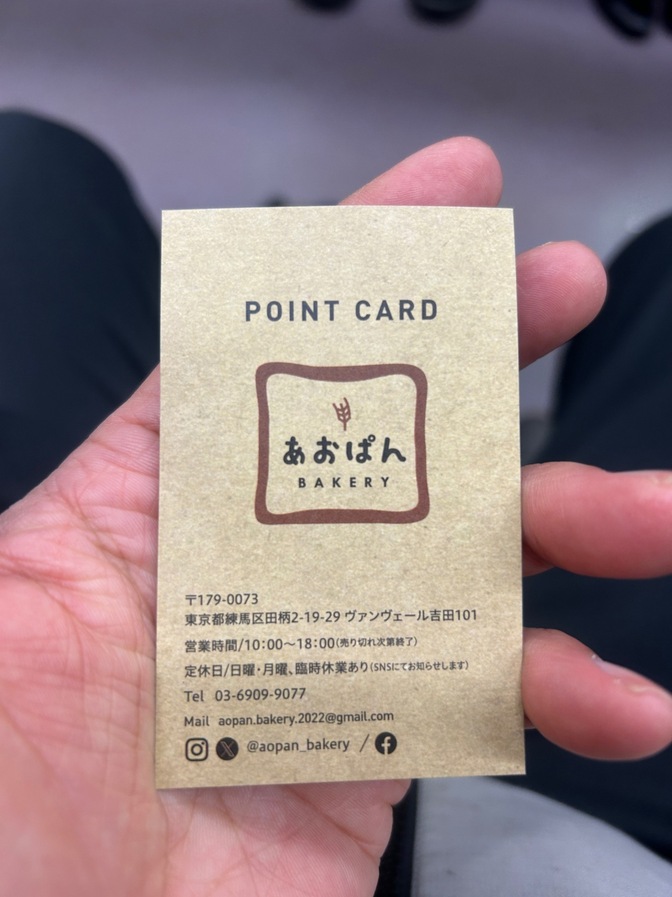 POINT CARD
あおぱん
BAKERY
〒179-0073
東京都練馬区田柄2-19-29 ヴァンヴェール吉田101
営業時間/10:00〜18:00(売り切れ次第終了)
定休日/日曜・月曜、臨時休業あり(SNSにてお知らせします)
Tel 03-6909-9077
Mail aopan.bakery.2022@gmail.com
@aopan_bakery /